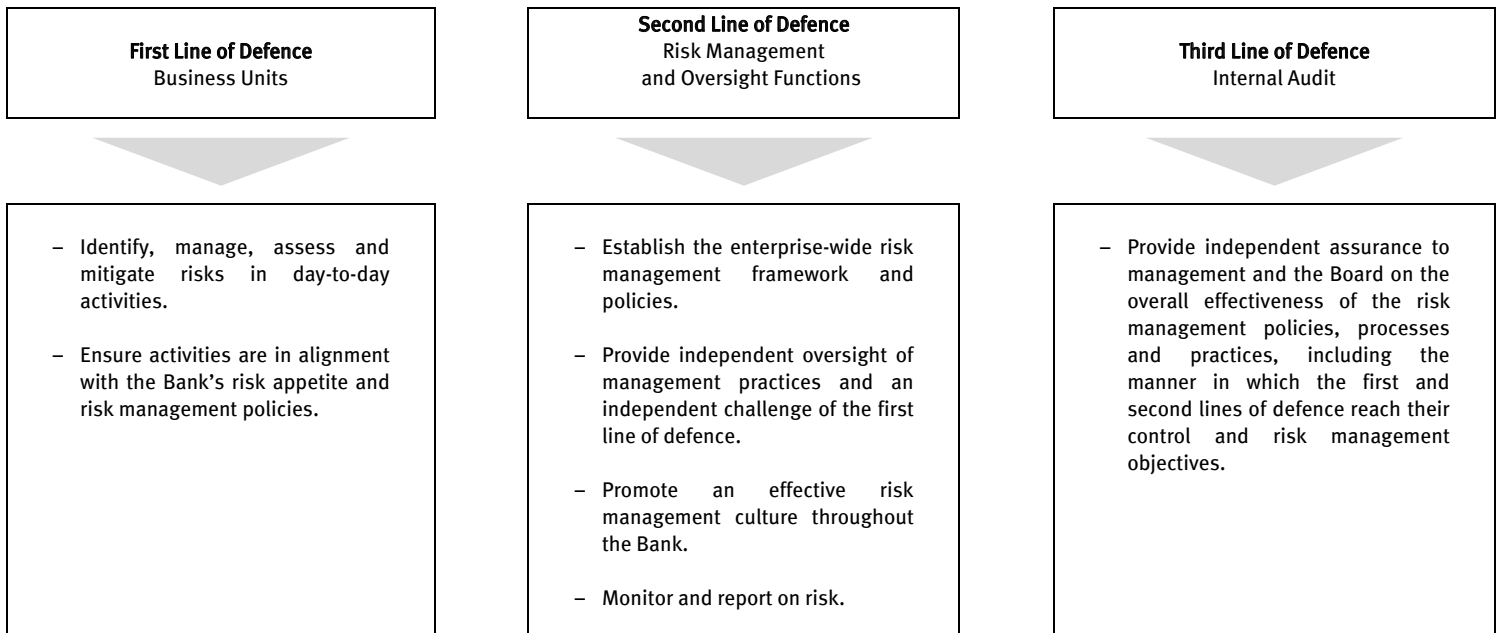 First Line of Defence
Business Units
Second Line of Defence
Risk Management
and Oversight Functions
Third Line of Defence
Internal Audit
– Identify, manage, assess and
mitigate risks in day-to-day
activities.
– Ensure activities are in alignment
with the Bank’s risk appetite and
risk management policies.
– Establish the enterprise-wide risk
management framework and
policies.
– Provide independent oversight of
management practices and an
independent challenge of the first
line of defence.
– Promote an effective risk
management culture throughout
the Bank.
– Monitor and report on risk.
– Provide independent assurance to
management and the Board on the
overall effectiveness of the risk
management policies, processes
and practices, including the
manner in which the first and
second lines of defence reach their
control and risk management
objectives.